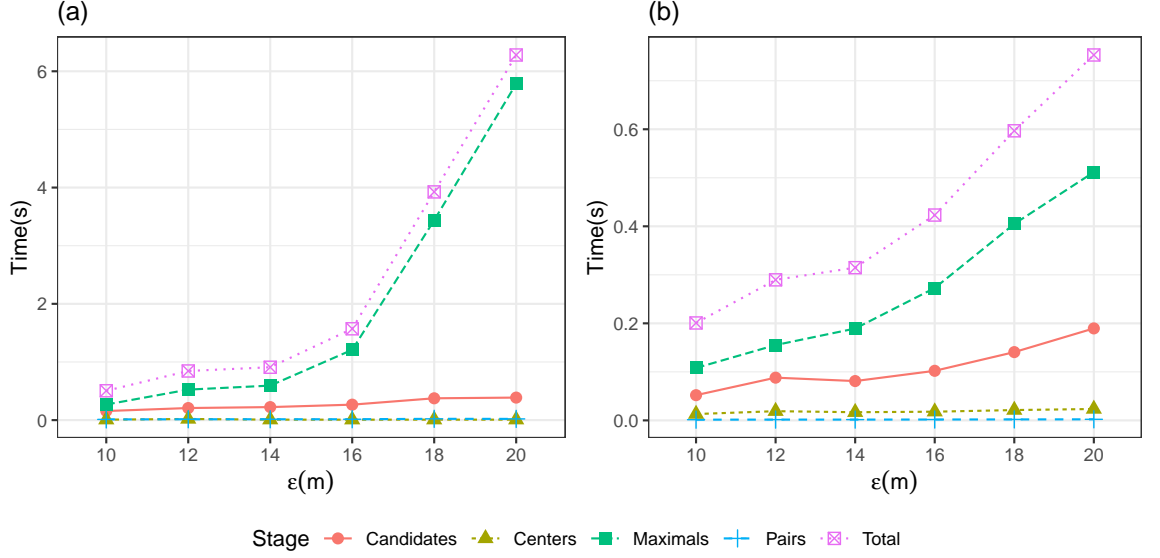 (a)
(b)
Time(s)
6
4
2
0
10 12 14 16 18 20
ε(m)
Time(s)
0.6
0.4
0.2
0.0
10 12 14 16 18 20
ε(m)
Stage Candidates Centers Maximals Pairs Total